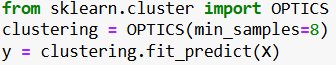 from sklearn.cluster import OPTICS
clustering = OPTICS(min_samples=8)
y = clustering.fit_predict(X)